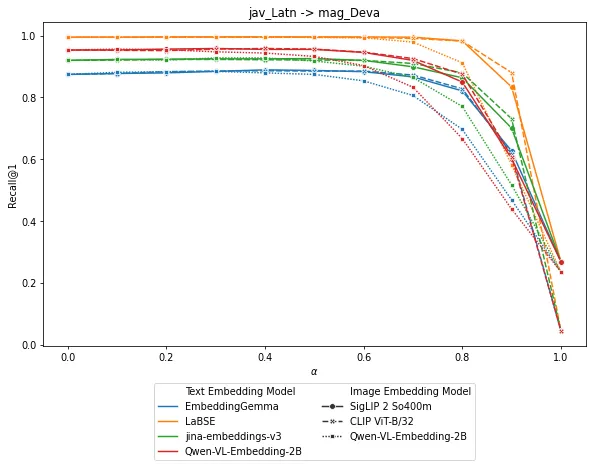 jav_Latn -> mag_Deva
Recall@1
1.0
0.8
0.6
0.4
0.2
0.0
0.0 0.2 0.4 0.6 0.8 1.0
α
Text Embedding Model
EmbeddingGemma
LaBSE
jina-embeddings-v3
Qwen-VL-Embedding-2B
Image Embedding Model
SigLIP 2 So400m
CLIP ViT-B/32
Qwen-VL-Embedding-2B